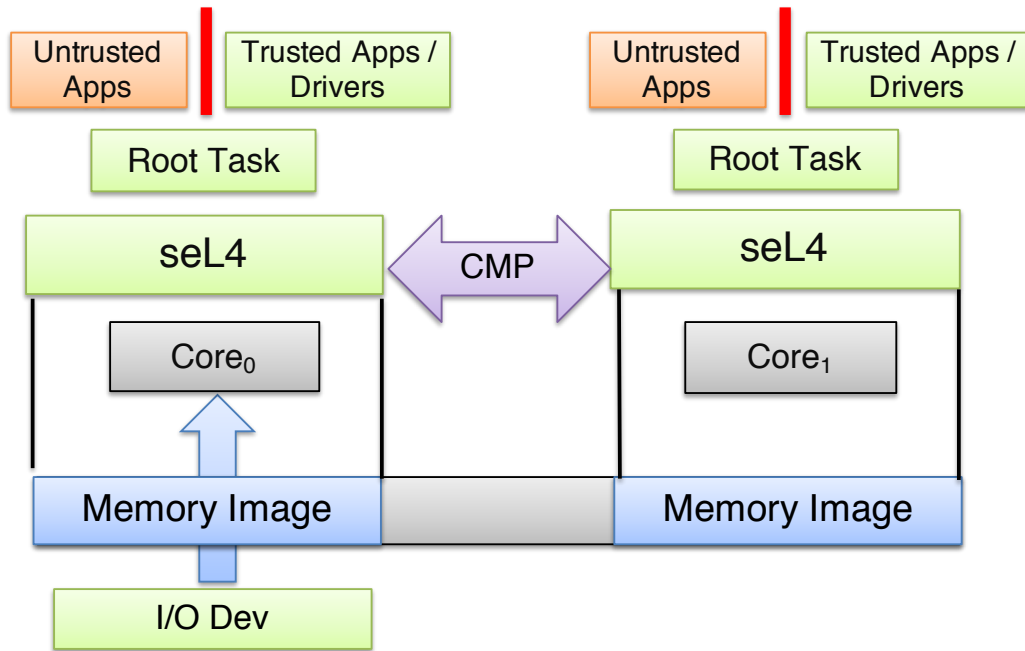 Untrusted
Apps
Trusted Apps /
Drivers
Untrusted
Apps
Trusted Apps /
Drivers
Root Task
Root Task
seL4
CMP
seL4
Core₀
Core₁
Memory Image
Memory Image
I/O Dev